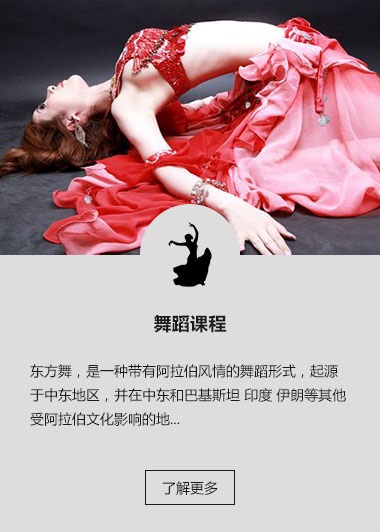 舞蹈课程
东方舞，是一种带有阿拉伯风情的舞蹈形式，起源
于中东地区，并在中东和巴基斯坦 印度 伊朗等其他
受阿拉伯文化影响的地...
了解更多